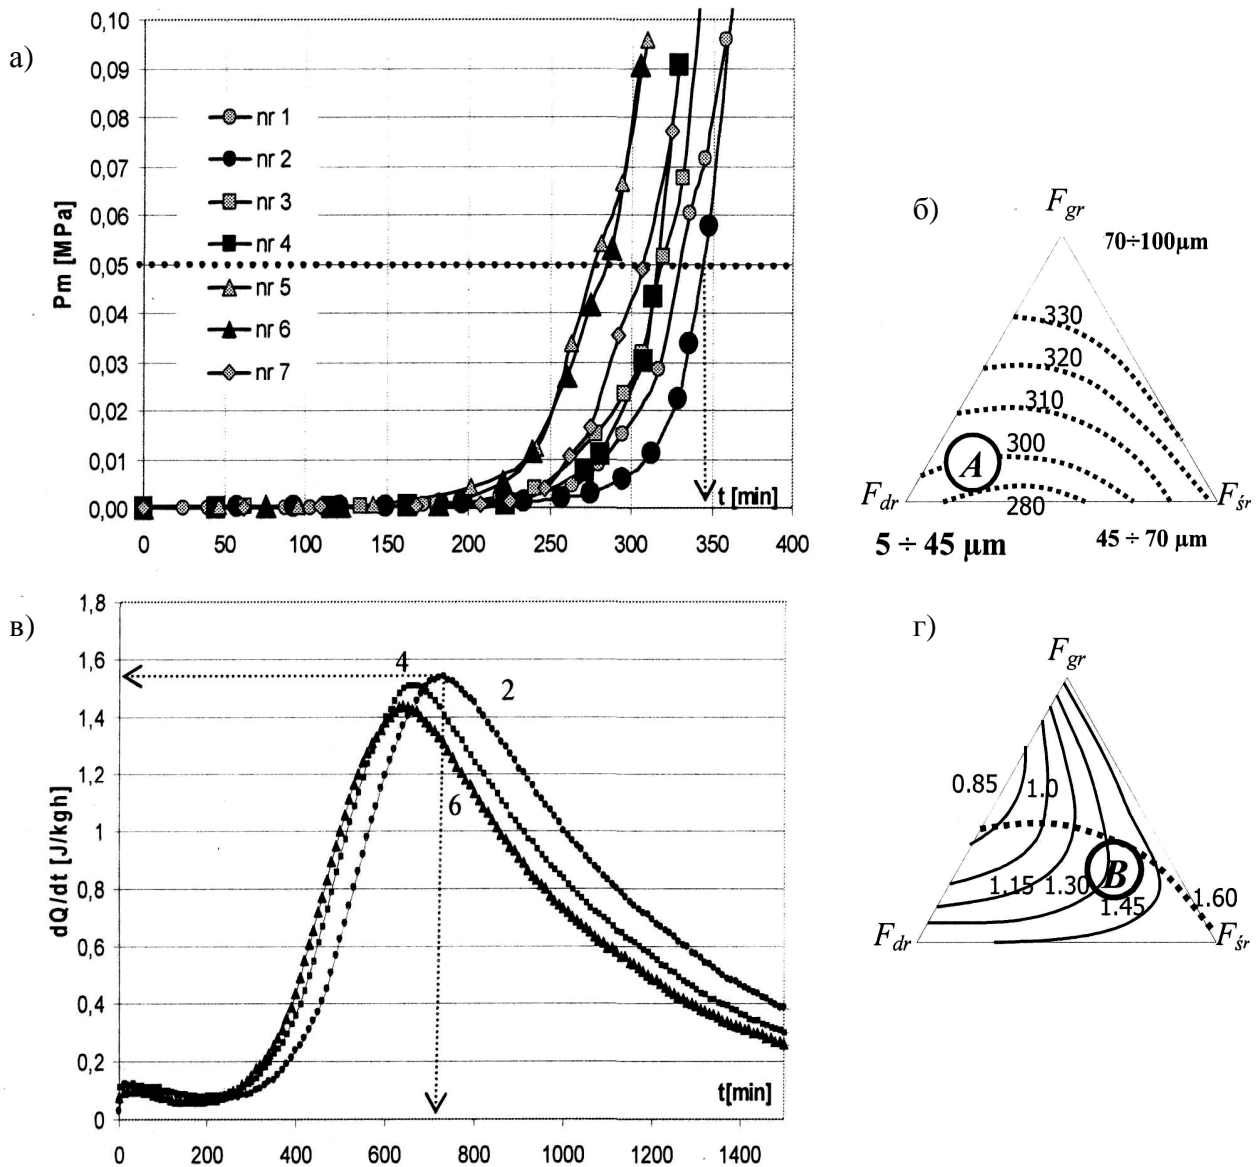 а)
0,10
0,09
0,08
0,07
0,06
0,05
0,04
0,03
0,02
0,01
0,00
Pm [MPa]
nr 1
nr 2
nr 3
nr 4
nr 5
nr 6
nr 7
t [min]
0 50 100 150 200 250 300 350 400
б)
Fgr
70÷100µm
330
320
310
300
280
A
Fdr
Fśr
5 ÷ 45 µm
45 ÷ 70 µm
в)
1,8
1,6
1,4
1,2
1
0,8
0,6
0,4
0,2
0
dQ/dt [J/kgh]
4
2
6
t[min]
0 200 400 600 800 1000 1200 1400
г)
Fgr
0.85
1.0
1.15
1.30
B
1.45
1.60
Fdr
Fśr